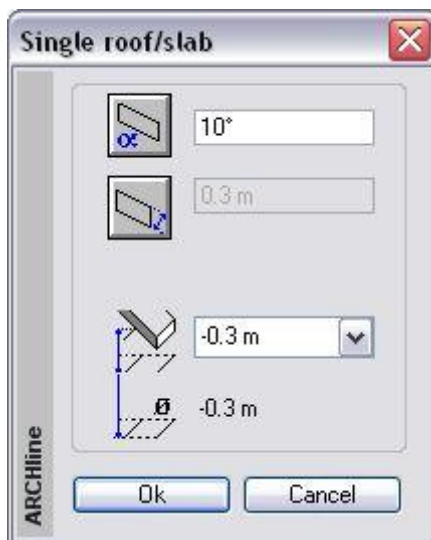 Single roof/slab
α
10°
0.3 m
-0.3 m
Ø -0.3 m
ARCHline
Ok Cancel